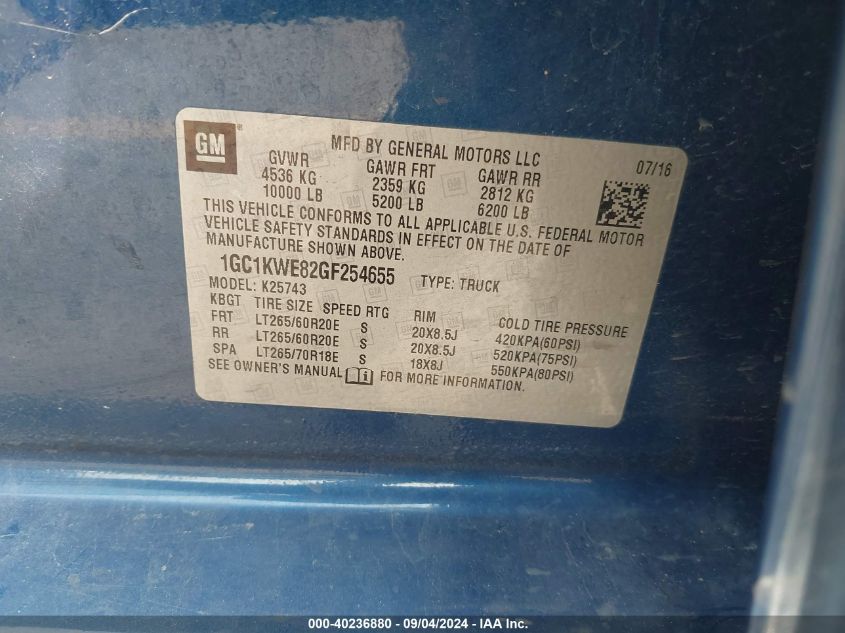 GM
MFD BY GENERAL MOTORS LLC
07/16
GVWR GAWR FRT GAWR RR
4536 KG 2359 KG 2812 KG
10000 LB 5200 LB 6200 LB
THIS VEHICLE CONFORMS TO ALL APPLICABLE U.S. FEDERAL MOTOR
VEHICLE SAFETY STANDARDS IN EFFECT ON THE DATE OF
MANUFACTURE SHOWN ABOVE.
1GC1KWE82GF254655 TYPE: TRUCK
MODEL: K25743
KBGT TIRE SIZE SPEED RTG RIM COLD TIRE PRESSURE
FRT LT265/60R20E S 20X8.5J 420KPA(60PSI)
RR LT265/60R20E S 20X8.5J 520KPA(75PSI)
SPA LT265/70R18E S 18X8J 550KPA(80PSI)
SEE OWNER'S MANUAL i FOR MORE INFORMATION.
000-40236880 - 09/04/2024 - IAA Inc.